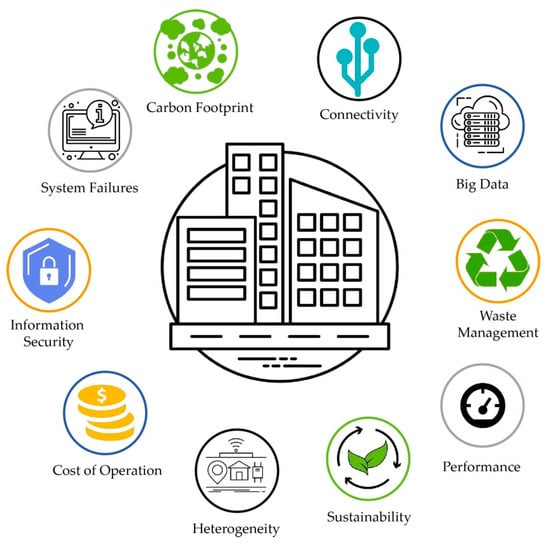 Carbon Footprint
Connectivity
i
System Failures
Big Data
Information
Security
Waste
Management
$
Cost of Operation
Performance
Heterogeneity
Sustainability